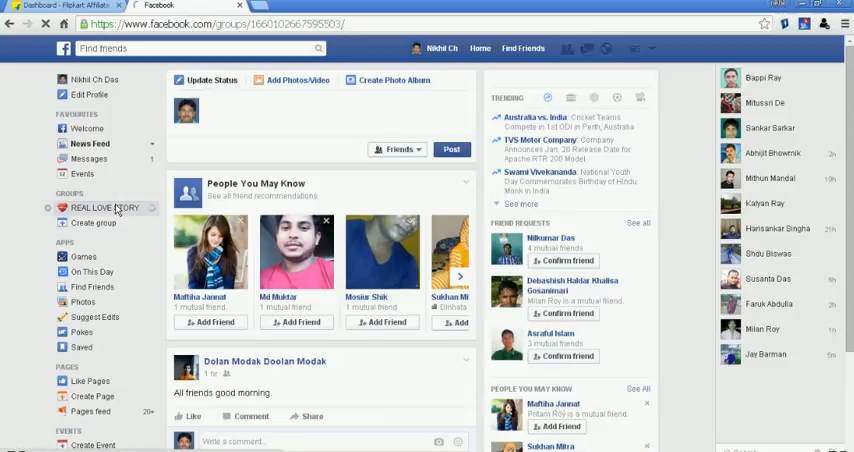 Dashboard - Flipkart Affiliat
Facebook
https://www.facebook.com/groups/1660102667595503/
Find friends
Nikhil Ch
Home
Find Friends
Nikhil Ch Das
Edit Profile
FAVOURITES
Welcome
News Feed
Messages 1
Events
GROUPS
REAL LOVE STORY
Create group
APPS
Games
On This Day
Find Friends
Photos
Suggest Edits
Pokes
Saved
PAGES
Like Pages
Create Page
Pages feed 20+
EVENTS
Create Event
Update Status
Add Photos/Video
Create Photo Album
Friends
Post
People You May Know
See all friend recommendations
Maftiha Jannat
1 mutual friend
Add Friend
Md Muktar
1 mutual friend
Add Friend
Mosiur Shik
2 mutual friends
Add Friend
Sukhan Mi
Dinhata
Add
Dolan Modak Doolan Modak
1 hr
All friends good morning.
Like
Comment
Share
Write a comment...
TRENDING
Australia vs. India: Cricket Teams
Compete in 1st ODI in Perth, Australia
TVS Motor Company: Company
Announces Jan. 20 Release Date for
Apache RTR 200 Model
Swami Vivekananda: National
Youth Day Commemorates Birthday of Hindu
Monk in India
See more
FRIEND REQUESTS
See all
Nilkumar Das
4 mutual friends
Confirm friend
Debashish Haldar Khalisa
Gosanimari
Milan Roy is a mutual friend.
Confirm friend
Asraful Islam
3 mutual friends
Confirm friend
PEOPLE YOU MAY KNOW
See All
Maftiha Jannat
Pritam Röÿ is a mutual friend.
Add Friend
Sukhan Mitra
Bappi Ray
Mitussri De
Sankar Sarkar
Abhijit Bhowmik 2h
Mithun Mandal 19h
Kalyan Rey
Harisankar Singha 21h
Shdu Biswas
Susanta Das 6h
Faruk Abdulla 2h
Milan Roy 1h
Jay Barman 5m